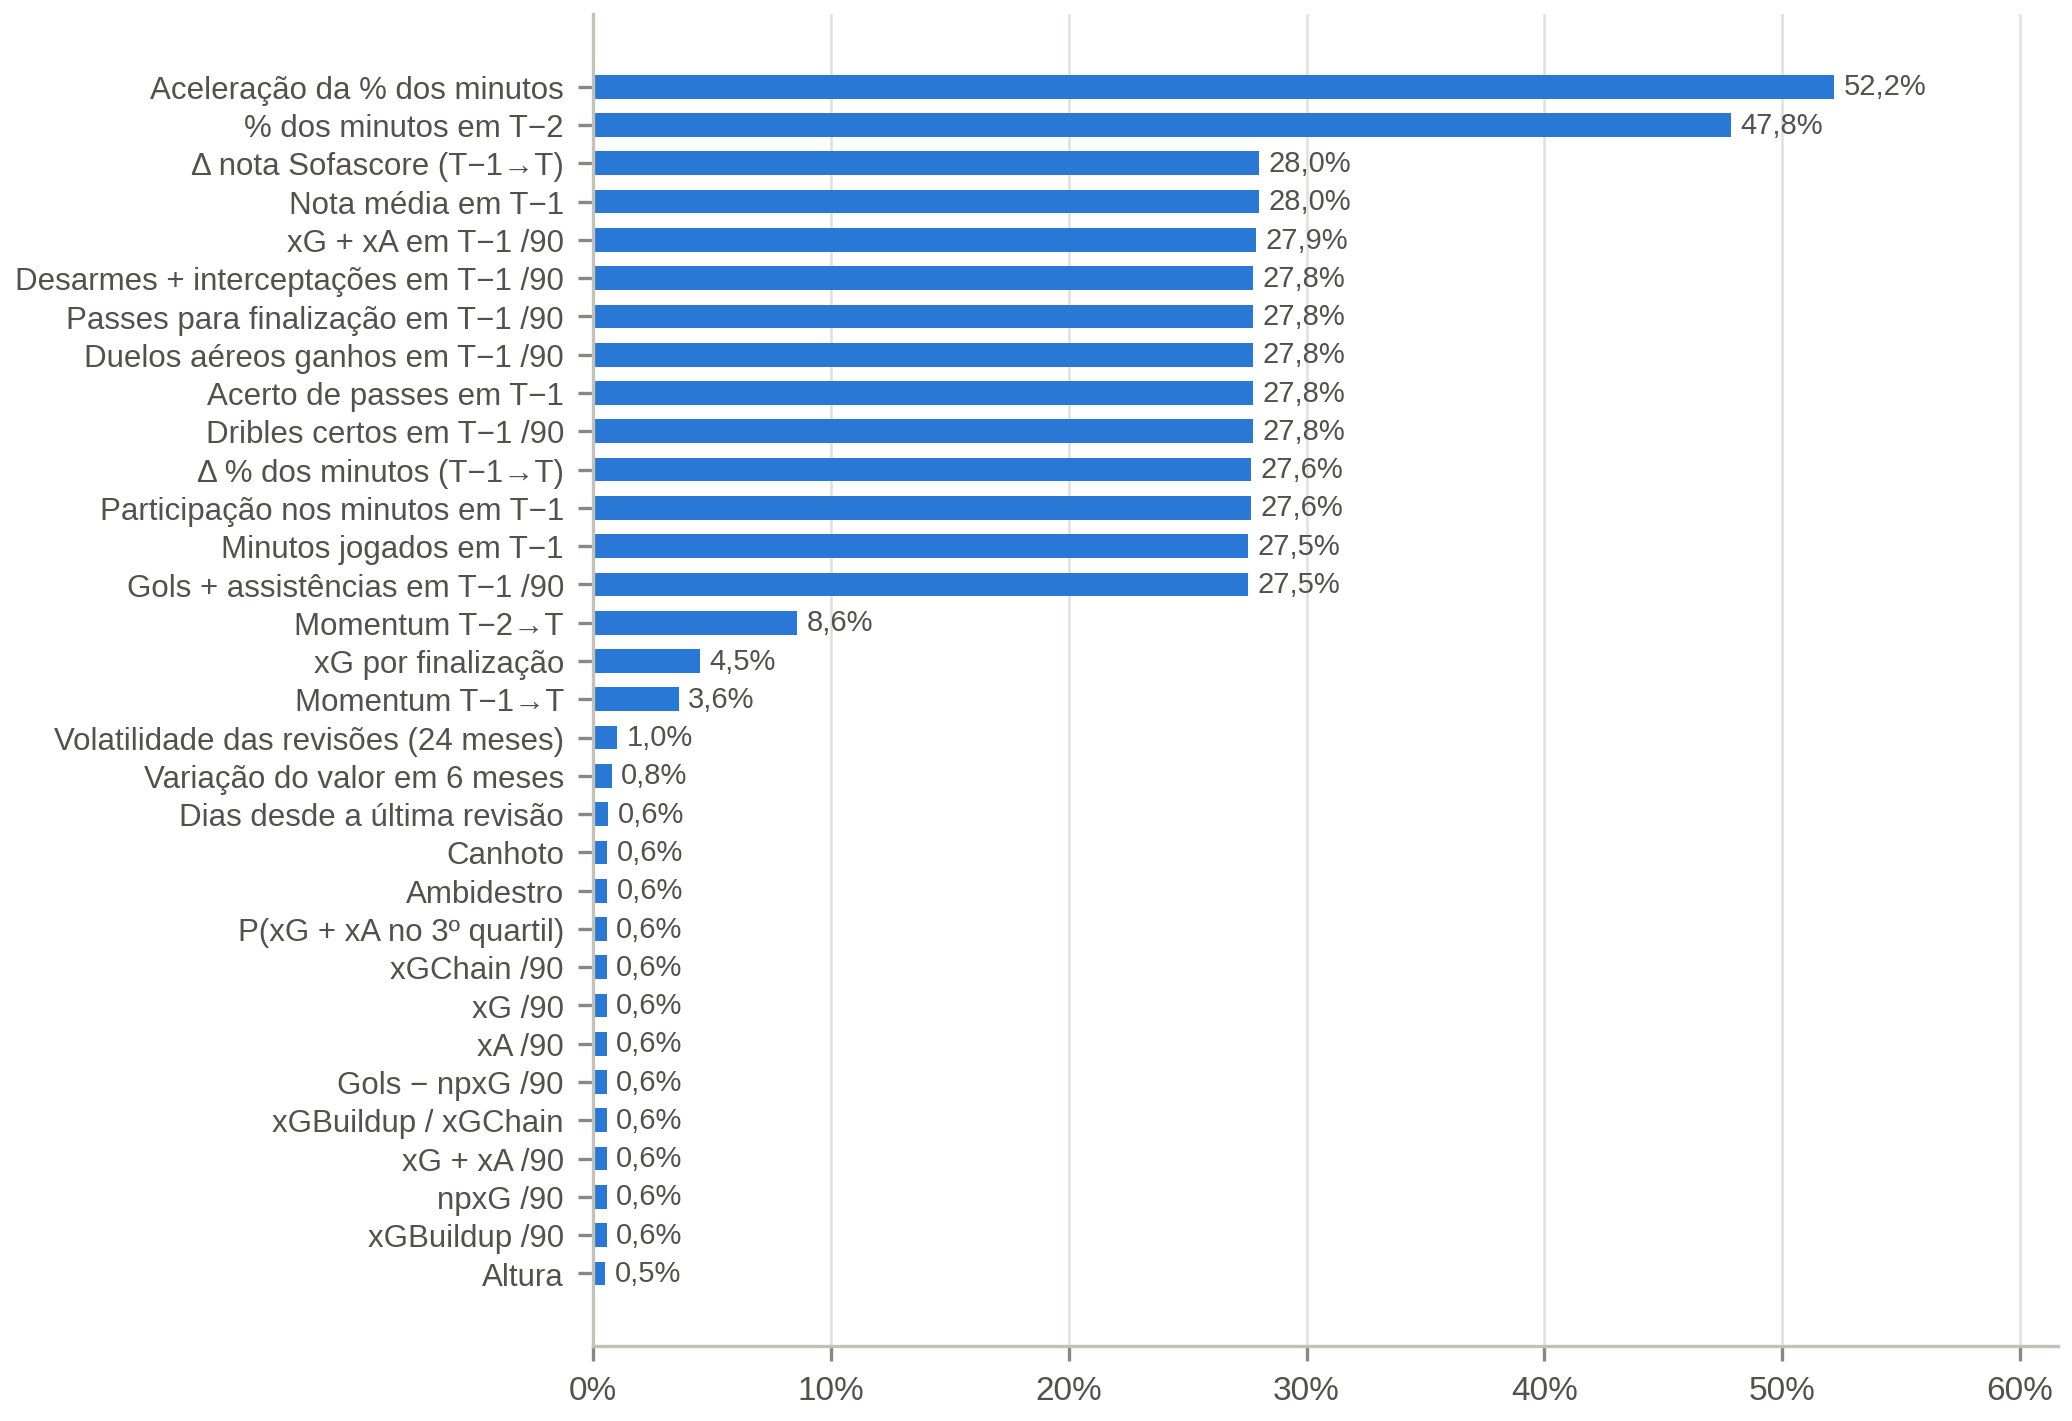 Aceleração da % dos minutos 52,2%
% dos minutos em T−2 47,8%
Δ nota Sofascore (T−1→T) 28,0%
Nota média em T−1 28,0%
xG + xA em T−1 /90 27,9%
Desarmes + interceptações em T−1 /90 27,8%
Passes para finalização em T−1 /90 27,8%
Duelos aéreos ganhos em T−1 /90 27,8%
Acerto de passes em T−1 27,8%
Dribles certos em T−1 /90 27,8%
Δ % dos minutos (T−1→T) 27,6%
Participação nos minutos em T−1 27,6%
Minutos jogados em T−1 27,5%
Gols + assistências em T−1 /90 27,5%
Momentum T−2→T 8,6%
xG por finalização 4,5%
Momentum T−1→T 3,6%
Volatilidade das revisões (24 meses) 1,0%
Variação do valor em 6 meses 0,8%
Dias desde a última revisão 0,6%
Canhoto 0,6%
Ambidestro 0,6%
P(xG + xA no 3º quartil) 0,6%
xGChain /90 0,6%
xG /90 0,6%
xA /90 0,6%
Gols − npxG /90 0,6%
xGBuildup / xGChain 0,6%
xG + xA /90 0,6%
npxG /90 0,6%
xGBuildup /90 0,6%
Altura 0,5%
0% 10% 20% 30% 40% 50% 60%